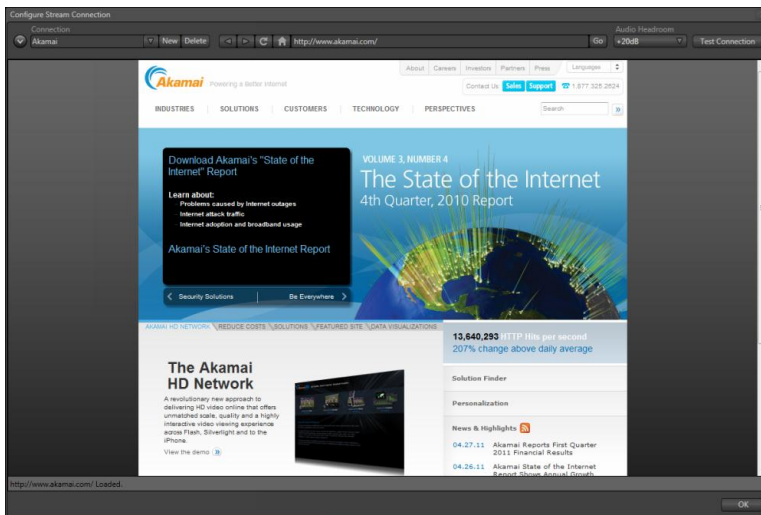 Configure Stream Connection
Connection
Audio Headroom
Akamai
New Delete
http://www.akamai.com/
Go
+20dB
Test Connection
About Careers Investors Partners Press Languages
Akamai Powering a Better Internet
Contact Us Sales Support 1.877.325.2624
INDUSTRIES SOLUTIONS CUSTOMERS TECHNOLOGY PERSPECTIVES
Search
Download Akamai's "State of the
Internet" Report
Learn about:
Problems caused by Internet outages
Internet attack traffic
Internet adoption and broadband usage
Akamai's State of the Internet Report
VOLUME 3, NUMBER 4
The State of the Internet
4th Quarter, 2010 Report
Security Solutions
Be Everywhere
AKAMAI HD NETWORK REDUCE COSTS SOLUTIONS FEATURED SITE DATA VISUALIZATIONS
13,640,293 HTTP Hits per second
207% change above daily average
The Akamai
HD Network
A revolutionary new approach to
delivering HD video online that offers
unmatched scale, quality and a highly
interactive video viewing experience
across Flash, Silverlight and to the
iPhone.
View the demo
Solution Finder
Personalization
News & Highlights
04.27.11 Akamai Reports First Quarter
2011 Financial Results
04.26.11 Akamai State of the Internet
Report Shows Annual Growth
http://www.akamai.com/ Loaded.
OK